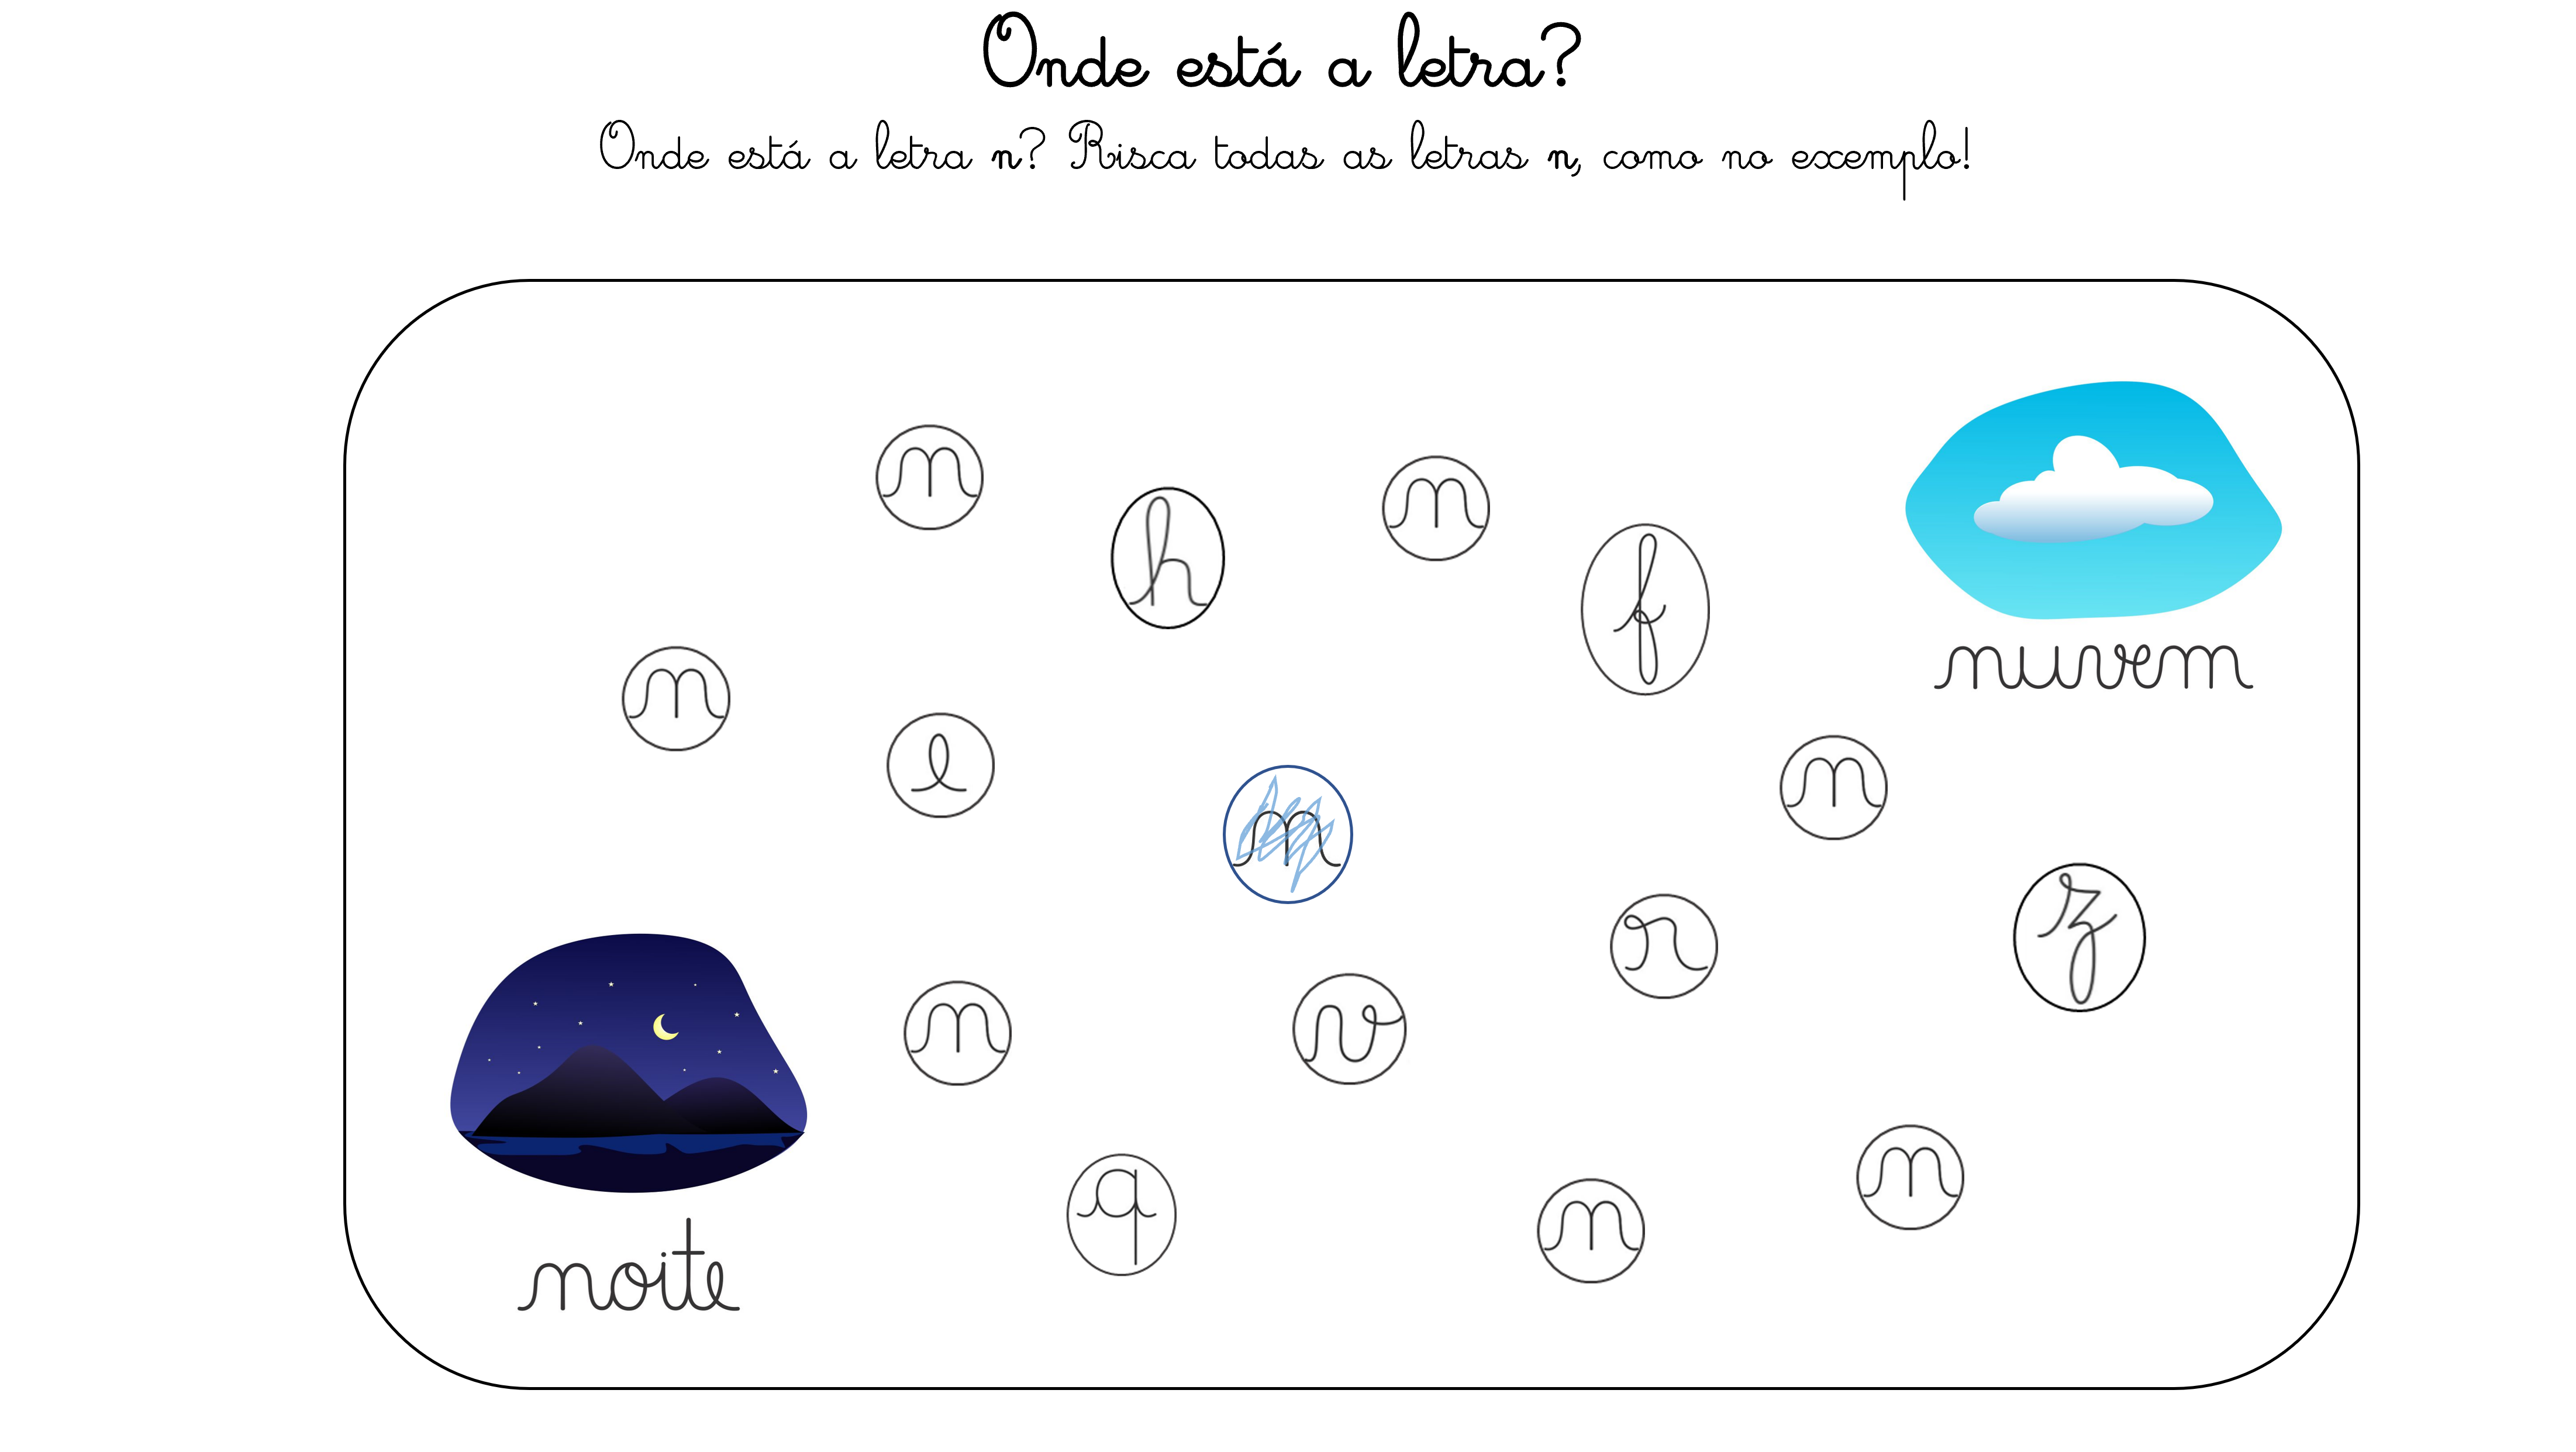 Onde está a letra?
Onde está a letra n? Risca todas as letras n, como no exemplo!
n
h
n
f
nuvem
n
e
n
n
n
v
r
z
noite
q
n
n